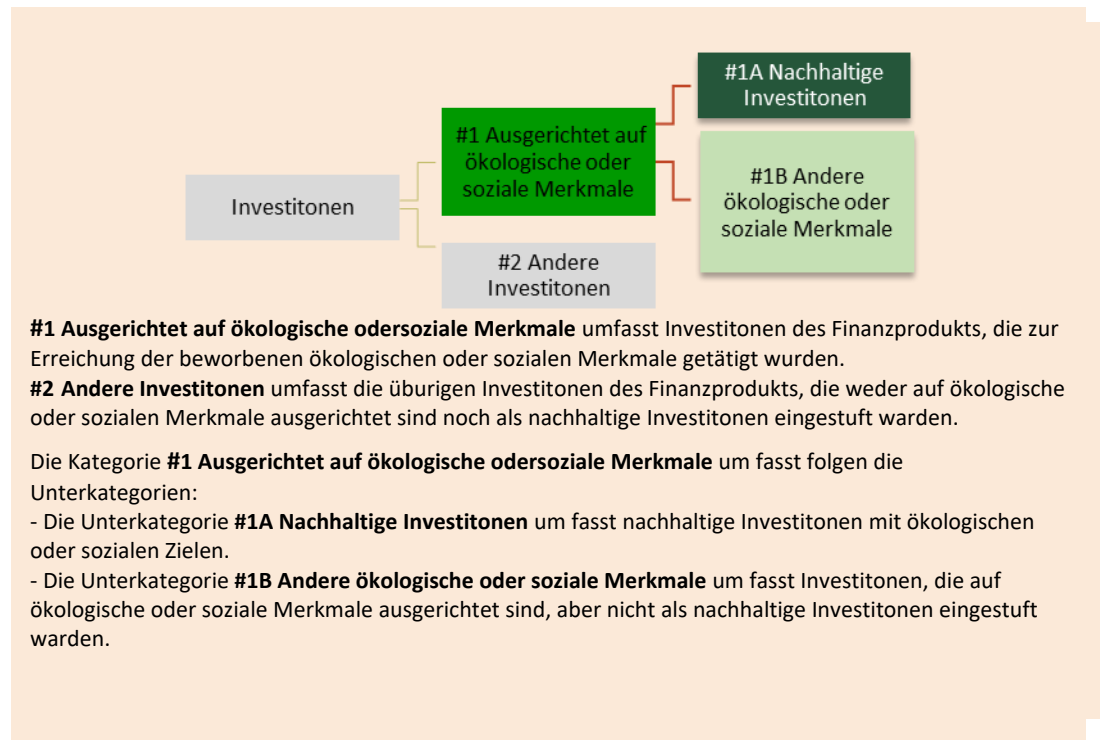 #1A Nachhaltige
Investitonen
#1 Ausgerichtet auf
ökologische oder
soziale Merkmale
#1B Andere
ökologische oder
soziale Merkmale
Investitonen
#2 Andere
Investitonen
#1 Ausgerichtet auf ökologische odersoziale Merkmale umfasst Investitonen des Finanzprodukts, die zur
Erreichung der beworbenen ökologischen oder sozialen Merkmale getätigt wurden.
#2 Andere Investitonen umfasst die überigen Investitonen des Finanzprodukts, die weder auf ökologische
oder sozialen Merkmale ausgerichtet sind noch als nachhaltige Investitonen eingestuft warden.
Die Kategorie #1 Ausgerichtet auf ökologische odersoziale Merkmale um fasst folgen die
Unterkategorien:
- Die Unterkategorie #1A Nachhaltige Investitonen um fasst nachhaltige Investitonen mit ökologischen
oder sozialen Zielen.
- Die Unterkategorie #1B Andere ökologische oder soziale Merkmale um fasst Investitonen, die auf
ökologische oder soziale Merkmale ausgerichtet sind, aber nicht als nachhaltige Investitonen eingestuft
warden.